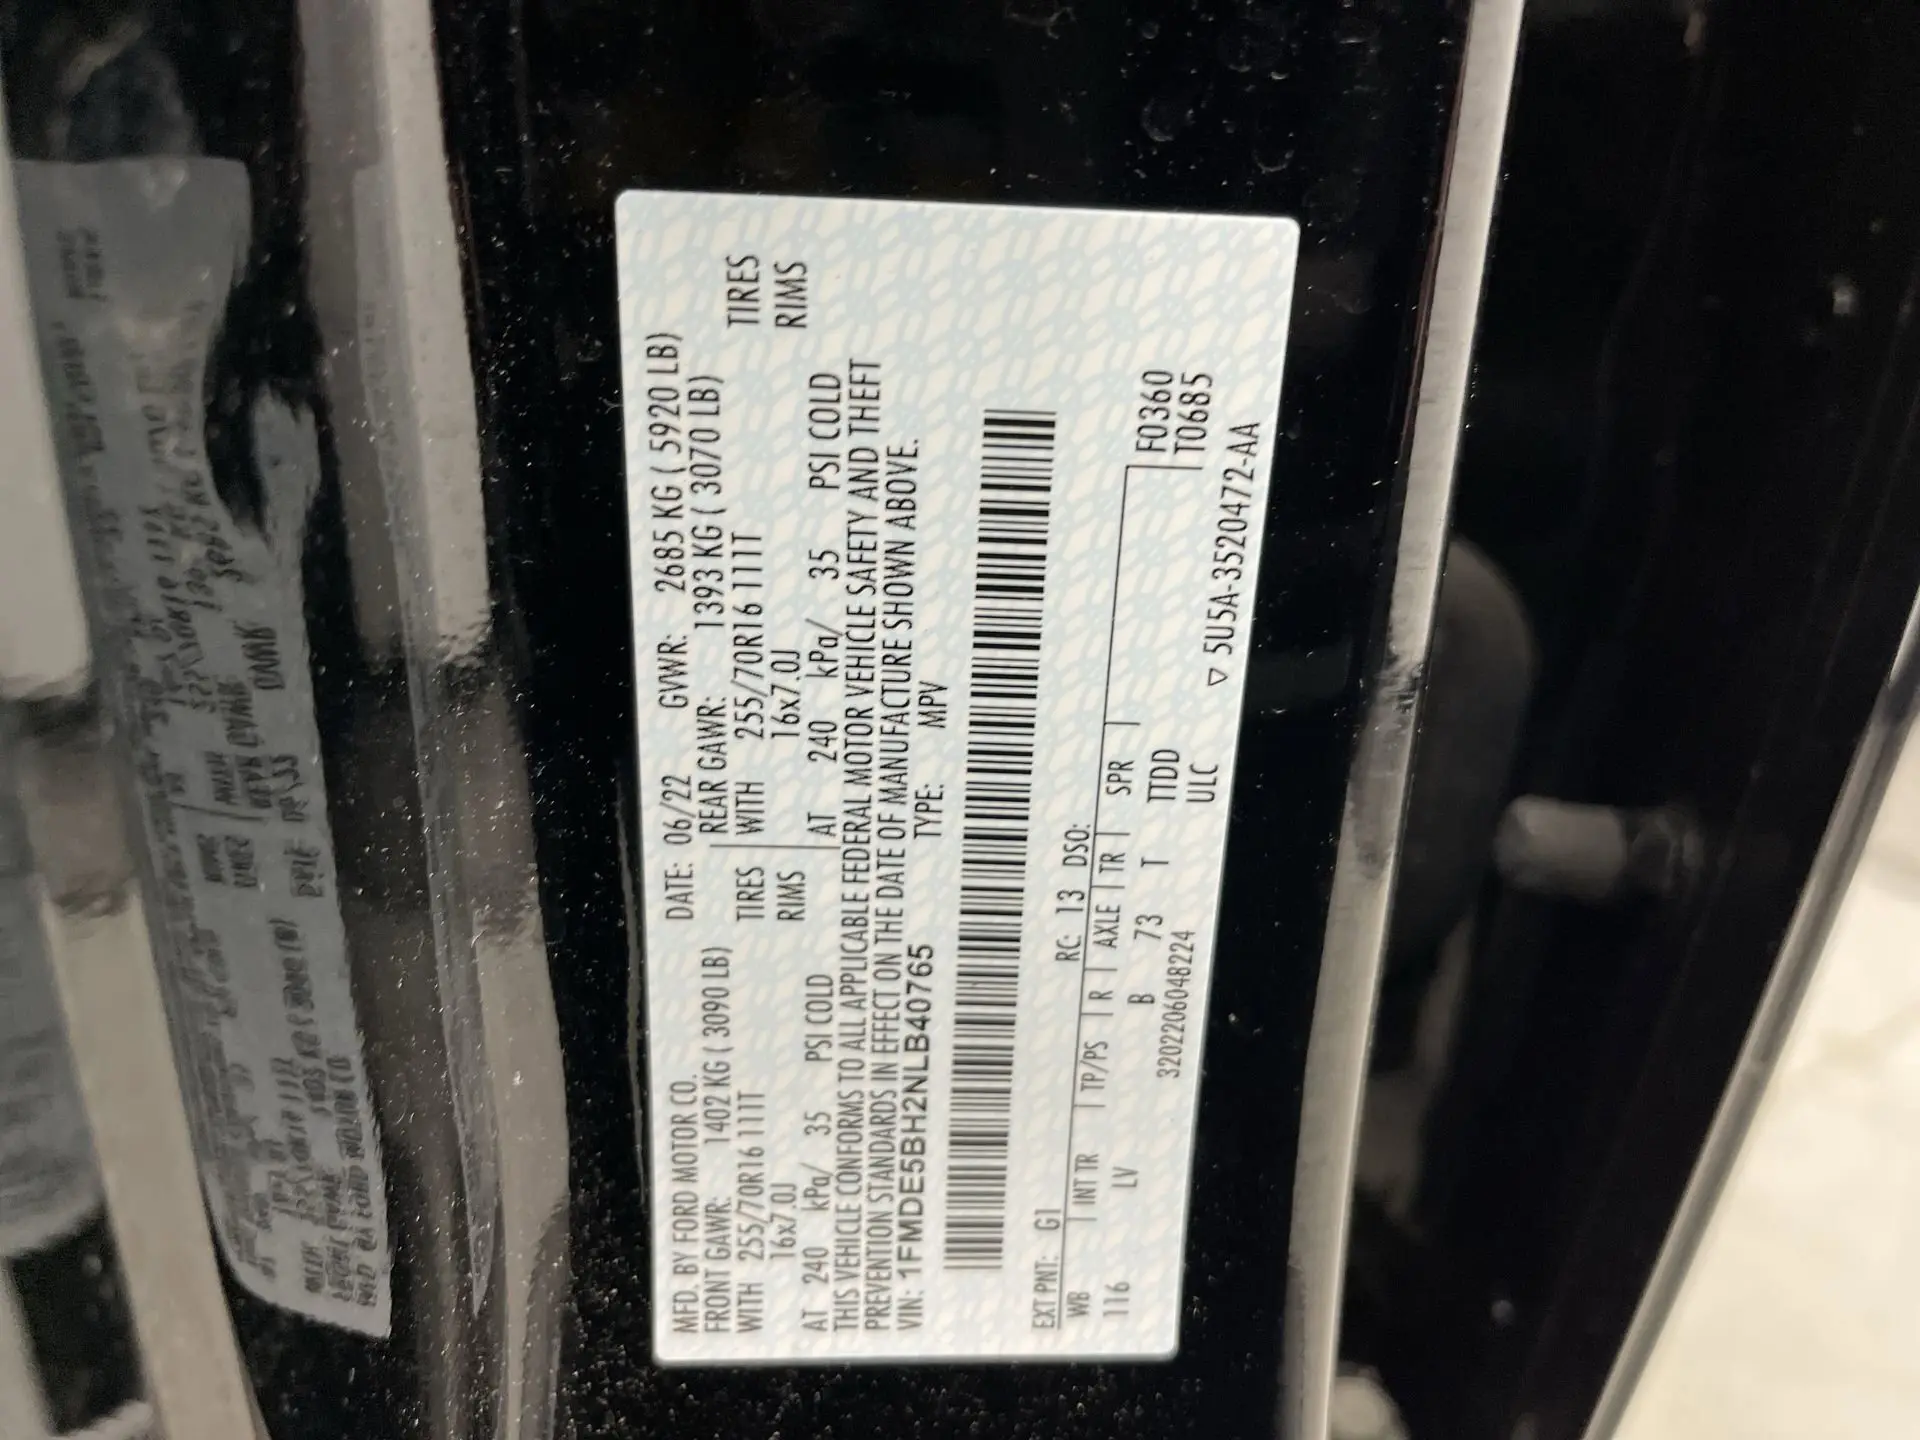 MFD. BY FORD MOTOR CO. DATE: 06/22 GVWR: 2685 KG ( 5920 LB)
FRONT GAWR: 1402 KG ( 3090 LB) REAR GAWR: 1393 KG ( 3070 LB)
WITH 255/70R16 111T TIRES WITH 255/70R16 111T TIRES
16x7.0J RIMS 16x7.0J RIMS
AT 240 kPa/ 35 PSI COLD AT 240 kPa/ 35 PSI COLD
THIS VEHICLE CONFORMS TO ALL APPLICABLE FEDERAL MOTOR VEHICLE SAFETY AND THEFT
PREVENTION STANDARDS IN EFFECT ON THE DATE OF MANUFACTURE SHOWN ABOVE.
VIN: 1FMDE5BH2NLB40765 TYPE: MPV
EXT PNT: G1 RC: 13 DSO:
WB INT TR TP/PS R AXLE TR SPR F0360
116 LV B 73 T TTDD T0685
3202206048224 ULC ▽ 5U5A-3520472-AA